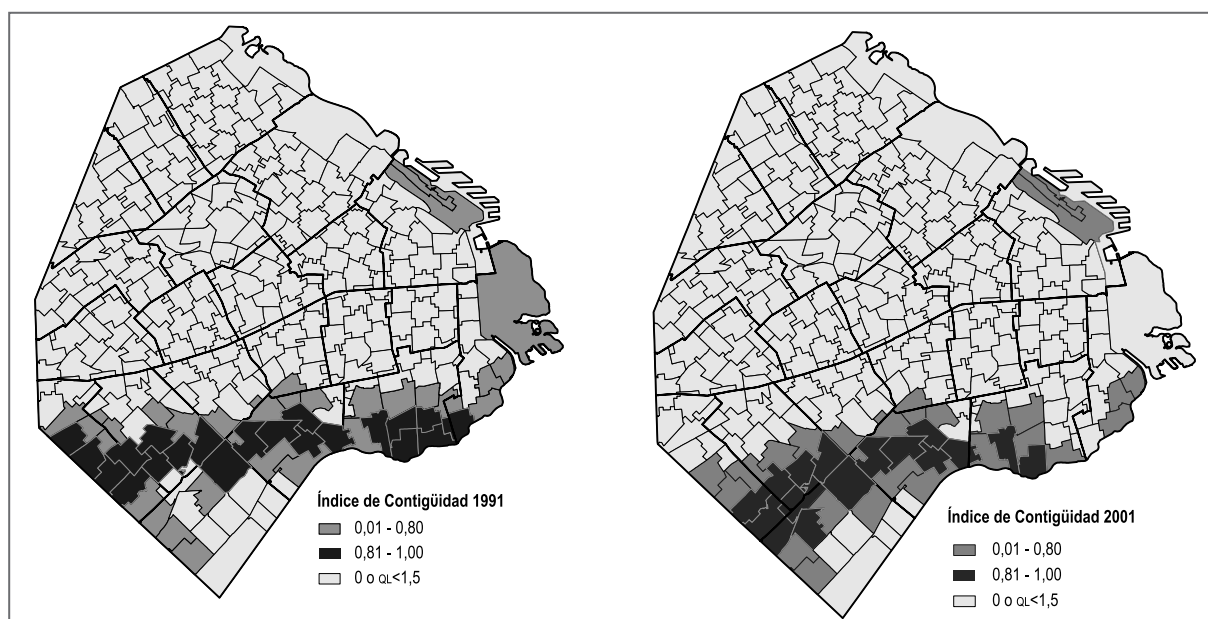 Índice de Contigüidad 1991
0,01 - 0,80
0,81 - 1,00
0 o QL<1,5
Índice de Contigüidad 2001
0,01 - 0,80
0,81 - 1,00
0 o QL<1,5